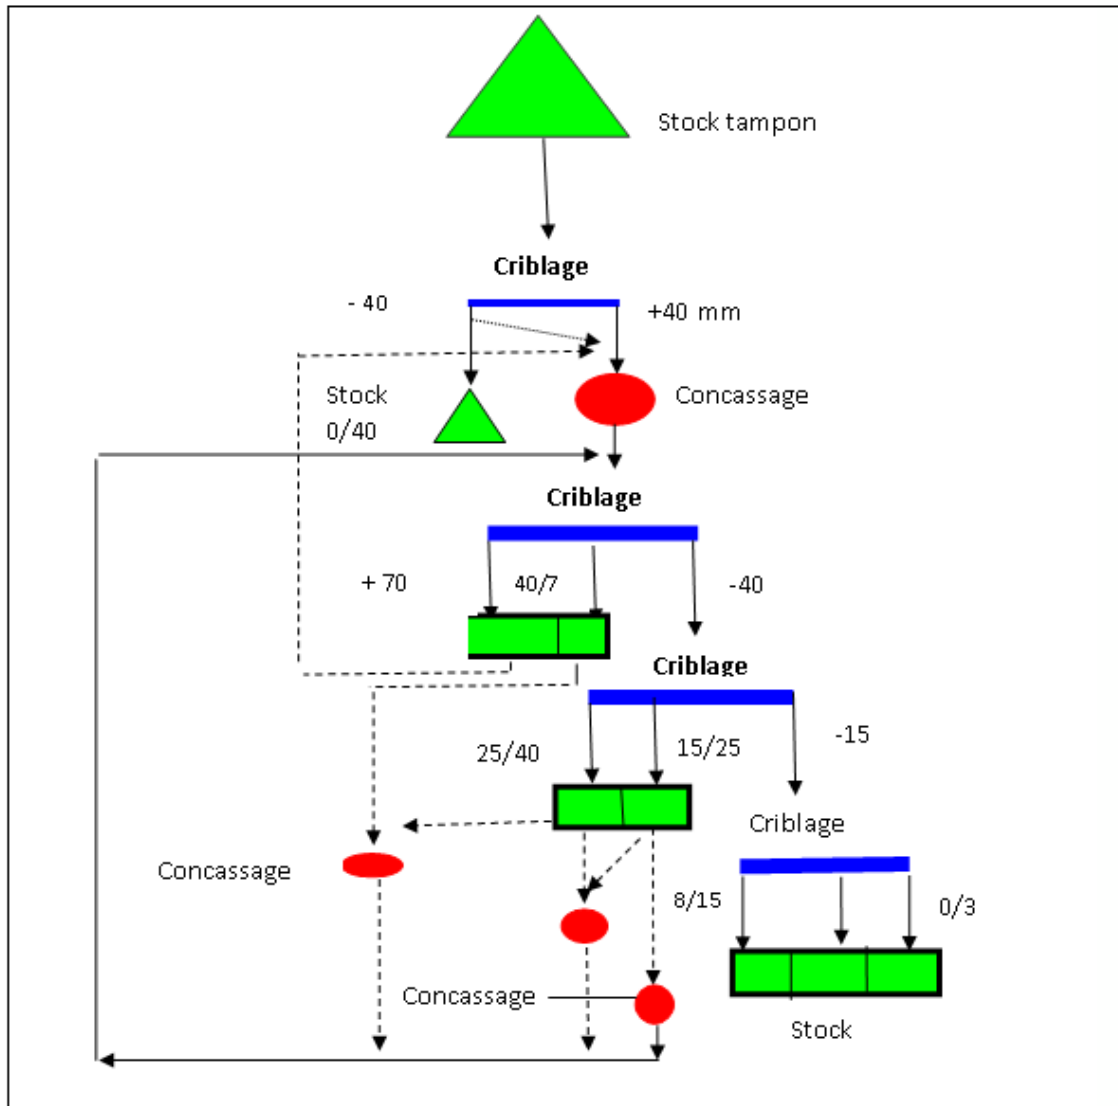 Stock tampon
Criblage
- 40
+40 mm
Stock
0/40
Concassage
Criblage
+ 70
40/7
-40
Criblage
25/40
15/25
-15
Criblage
Concassage
8/15
0/3
Concassage
Stock